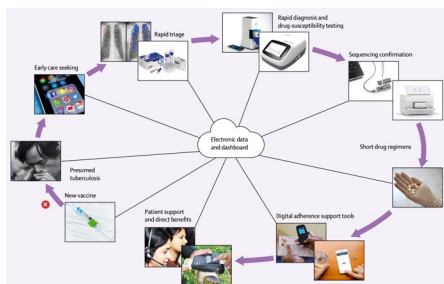 Rapid diagnosis and
drug-susceptibility testing
Rapid triage
Sequencing confirmation
Early care seeking
Electronic data
and dashboard
Short drug regimens
Presumed
tuberculosis
New vaccine
Patient support
and direct benefits
Digital adherence support tools